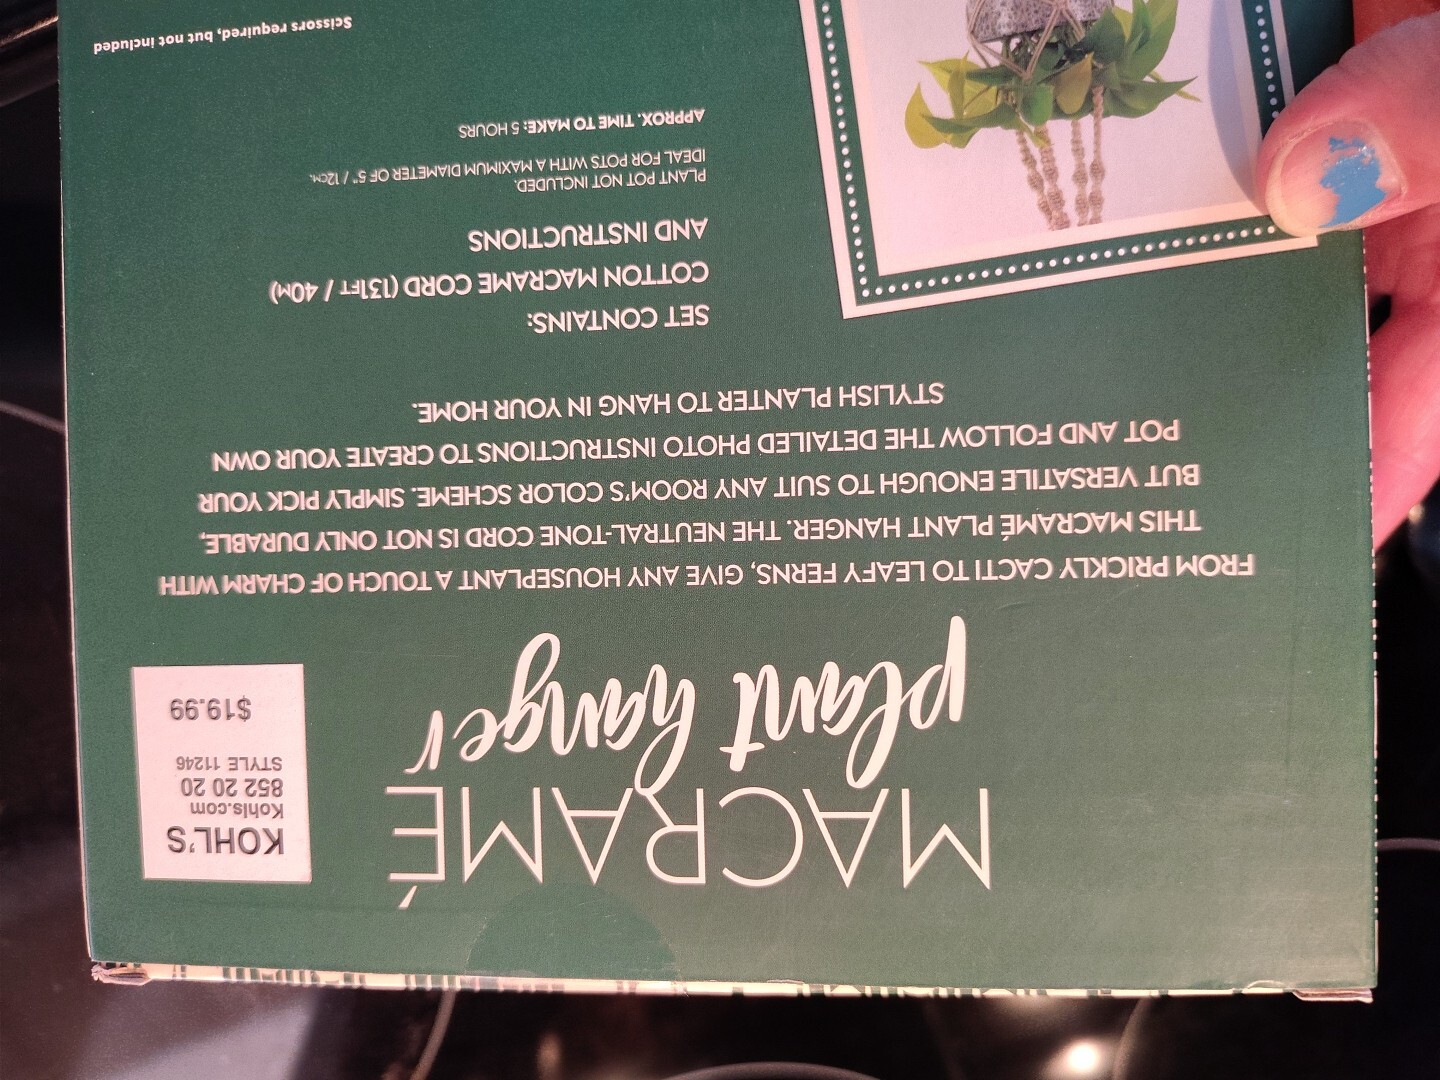 MACRAMÉ
plant hanger
KOHL'S
Kohls.com
852 20 20
STYLE 11246
$19.99
FROM PRICKLY CACTI TO LEAFY FERNS, GIVE ANY HOUSEPLANT A TOUCH OF CHARM WITH
THIS MACRAMÉ PLANT HANGER. THE NEUTRAL-TONE CORD IS NOT ONLY DURABLE,
BUT VERSATILE ENOUGH TO SUIT ANY ROOM'S COLOR SCHEME. SIMPLY PICK YOUR
POT AND FOLLOW THE DETAILED PHOTO INSTRUCTIONS TO CREATE YOUR OWN
STYLISH PLANTER TO HANG IN YOUR HOME.
SET CONTAINS:
COTTON MACRAME CORD (131FT / 40M)
AND INSTRUCTIONS
PLANT POT NOT INCLUDED.
IDEAL FOR POTS WITH A MAXIMUM DIAMETER OF 5" / 12CM.
APPROX. TIME TO MAKE: 5 HOURS
Scissors required, but not included